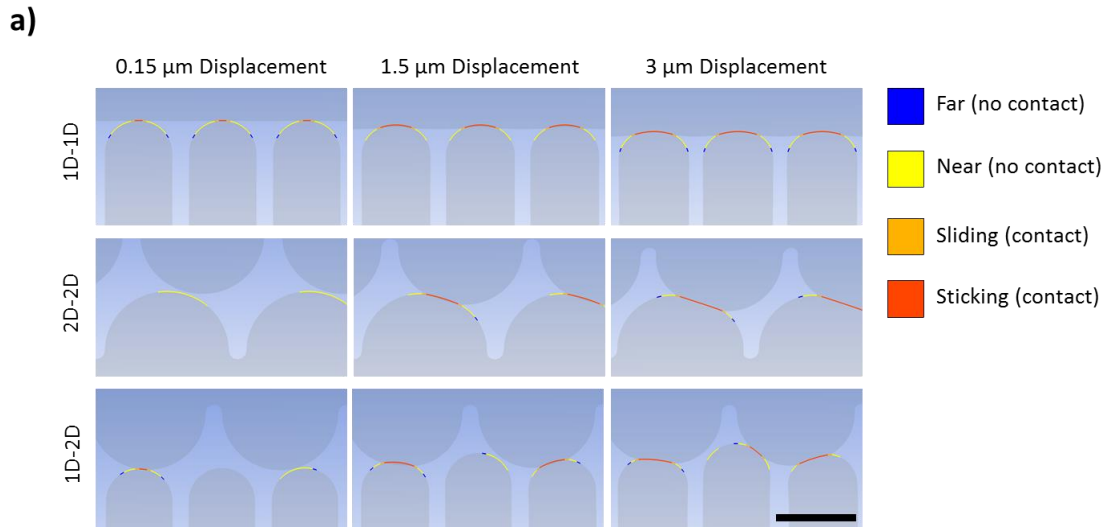 a)
0.15 µm Displacement
1.5 µm Displacement
3 µm Displacement
1D-1D
2D-2D
1D-2D
Far (no contact)
Near (no contact)
Sliding (contact)
Sticking (contact)